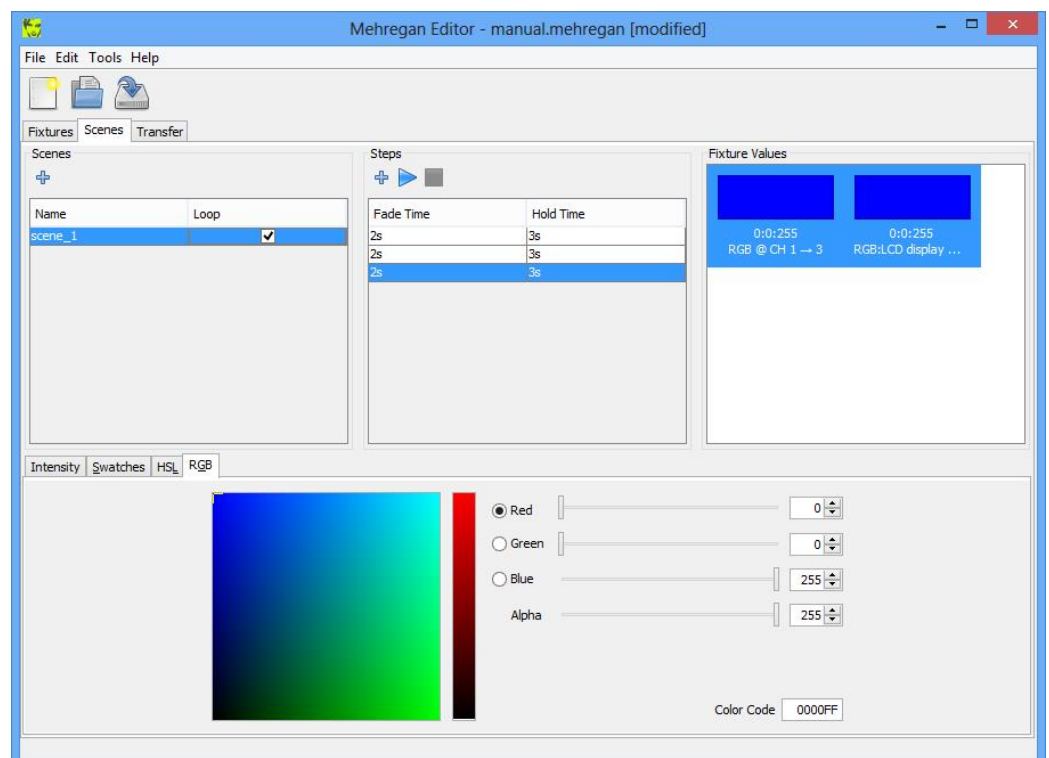 Mehregan Editor - manual.mehregan [modified]
File Edit Tools Help
Fixtures Scenes Transfer
Scenes
Steps
Fixture Values
Name Loop
scene_1
Fade Time Hold Time
2s 3s
2s 3s
2s 3s
0:0:255 0:0:255
RGB @ CH 1 → 3 RGB:LCD display ...
Intensity Swatches HSL RGB
Red 0
Green 0
Blue 255
Alpha 255
Color Code 0000FF